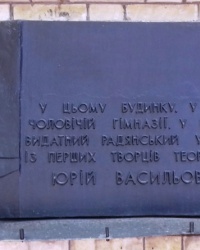 У ЦЬОМУ БУДИНКУ. У
ЧОЛОВІЧІЙ ГІМНАЗІЇ. У
ВИДАТНИЙ РАДЯНСЬКИЙ У
ІЗ ПЕРШИХ ТВОРЦІВ ТЕОР
ЮРІЙ ВАСИЛЬОВ